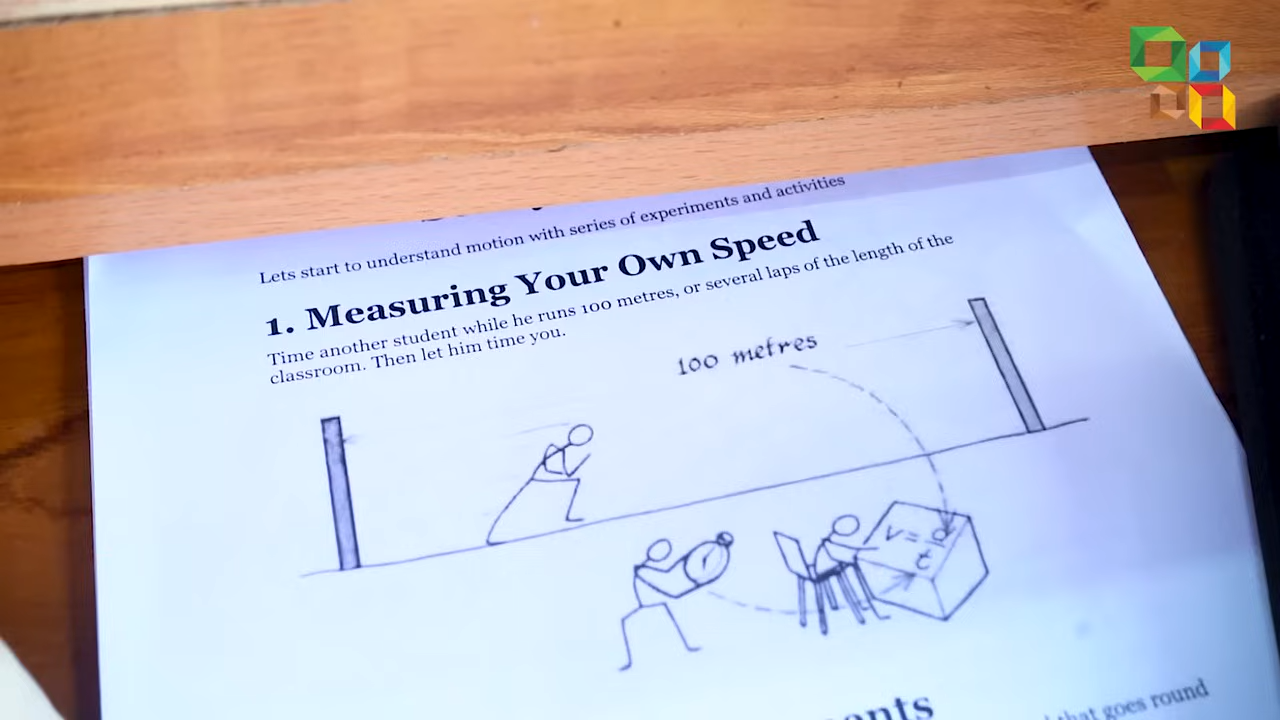 Lets start to understand motion with series of experiments and activities
1. Measuring Your Own Speed
Time another student while he runs 100 metres, or several laps of the length of the
classroom. Then let him time you.
100 metres
v = d
t
that goes round